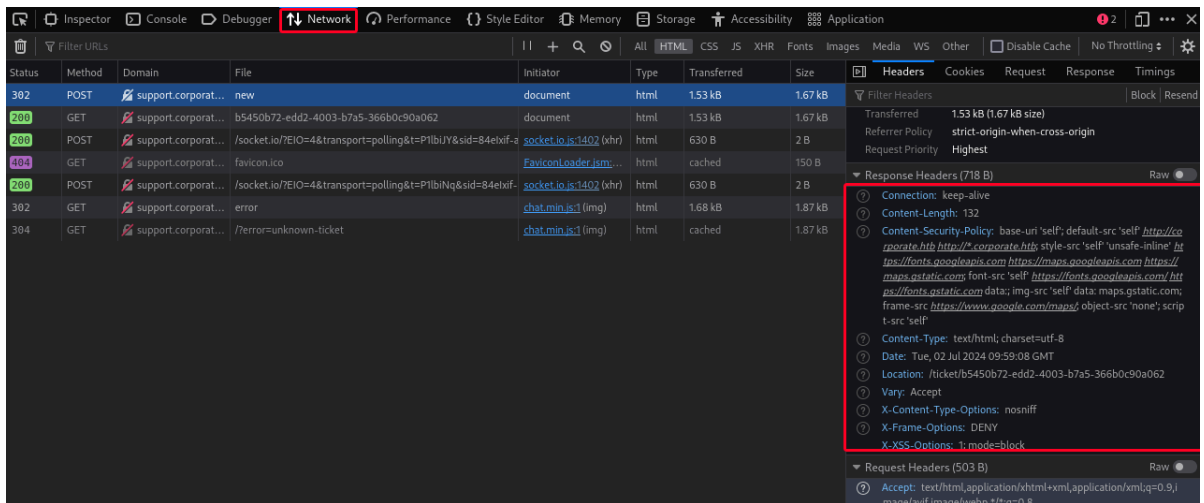 Inspector Console Debugger Network Performance Style Editor Memory Storage Accessibility Application 2
Filter URLs All HTML CSS JS XHR Fonts Images Media WS Other Disable Cache No Throttling
Status Method Domain File Initiator Type Transferred Size
302 POST support.corporat... new document html 1.53 kB 1.67 kB
200 GET support.corporat... b5450b72-edd2-4003-b7a5-366b0c90a062 document html 1.53 kB 1.67 kB
200 POST support.corporat... /socket.io/?EIO=4&transport=polling&t=P1lbiJY&sid=84eIxif-a socket.io.js:1402 (xhr) html 630 B 2 B
404 GET support.corporat... favicon.ico FaviconLoader.jsm:... html cached 150 B
200 POST support.corporat... /socket.io/?EIO=4&transport=polling&t=P1lbiNq&sid=84eIxif- socket.io.js:1402 (xhr) html 630 B 2 B
302 GET support.corporat... error chat.min.js:1 (img) html 1.68 kB 1.87 kB
304 GET support.corporat... /?error=unknown-ticket chat.min.js:1 (img) html cached 1.87 kB
Headers Cookies Request Response Timings
Filter Headers Block Resend
Transferred 1.53 kB (1.67 kB size)
Referrer Policy strict-origin-when-cross-origin
Request Priority Highest
Response Headers (718 B) Raw
Connection: keep-alive
Content-Length: 132
Content-Security-Policy: base-uri 'self'; default-src 'self' http://co
rporate.htb http://*.corporate.htb; style-src 'self' 'unsafe-inline' ht
tps://fonts.googleapis.com https://maps.googleapis.com https://
maps.gstatic.com; font-src 'self' https://fonts.googleapis.com/ htt
ps://fonts.gstatic.com data:; img-src 'self' data: maps.gstatic.com;
frame-src https://www.google.com/maps/; object-src 'none'; scrip
t-src 'self'
Content-Type: text/html; charset=utf-8
Date: Tue, 02 Jul 2024 09:59:08 GMT
Location: /ticket/b5450b72-edd2-4003-b7a5-366b0c90a062
Vary: Accept
X-Content-Type-Options: nosniff
X-Frame-Options: DENY
X-XSS-Options: 1; mode=block
Request Headers (503 B) Raw
Accept: text/html,application/xhtml+xml,application/xml;q=0.9,i
mage/avif,image/webp,*/*;q=0.8